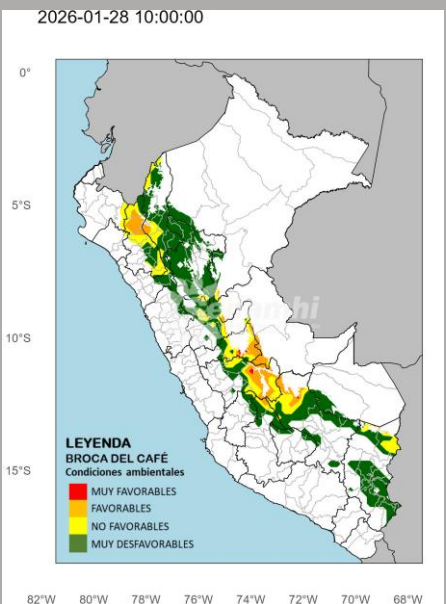 2026-01-28 10:00:00
0°
5°S
10°S
15°S
senamhi
LEYENDA
BROCA DEL CAFÉ
Condiciones ambientales
MUY FAVORABLES
FAVORABLES
NO FAVORABLES
MUY DESFAVORABLES
82°W 80°W 78°W 76°W 74°W 72°W 70°W 68°W